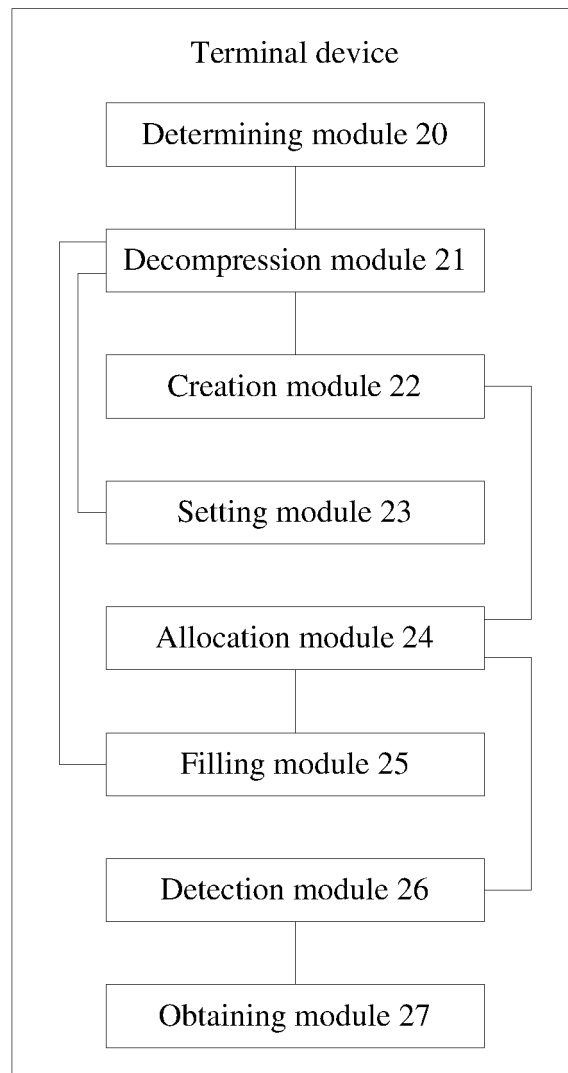 Terminal device
Determining module 20
Decompression module 21
Creation module 22
Setting module 23
Allocation module 24
Filling module 25
Detection module 26
Obtaining module 27